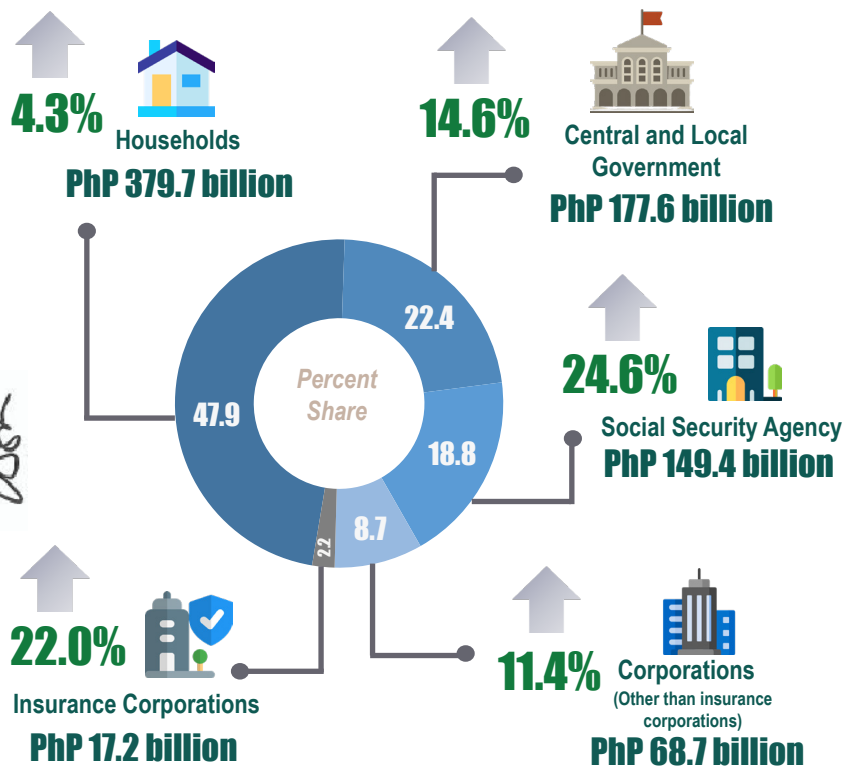 4.3%
Households
PhP 379.7 billion
14.6%
Central and Local
Government
PhP 177.6 billion
22.4
Percent
Share
47.9
18.8
8.7
2.2
24.6%
Social Security Agency
PhP 149.4 billion
22.0%
Insurance Corporations
PhP 17.2 billion
11.4%
Corporations
(Other than insurance
corporations)
PhP 68.7 billion